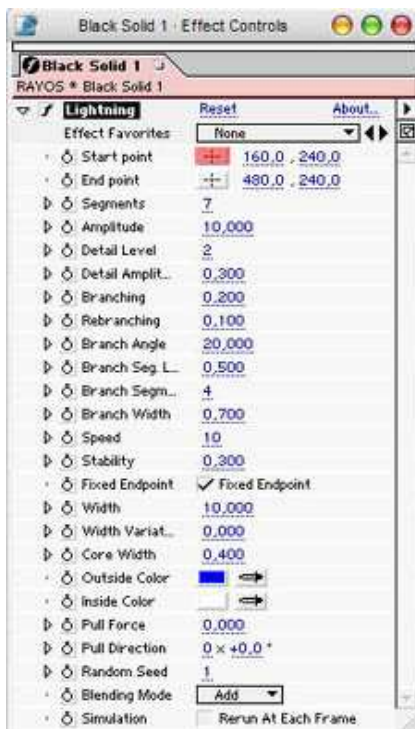 Black Solid 1 · Effect Controls
Black Solid 1
RAYOS * Black Solid 1
Lightning Reset About...
Effect Favorites None
Start point 160,0 , 240,0
End point 480,0 , 240,0
Segments 7
Amplitude 10,000
Detail Level 2
Detail Amplit... 0,300
Branching 0,200
Rebranching 0,100
Branch Angle 20,000
Branch Seg. L... 0,500
Branch Segm... 4
Branch Width 0,700
Speed 10
Stability 0,300
Fixed Endpoint Fixed Endpoint
Width 10,000
Width Variat... 0,000
Core Width 0,400
Outside Color
Inside Color
Pull Force 0,000
Pull Direction 0 x +0,0 °
Random Seed 1
Blending Mode Add
Simulation Rerun At Each Frame